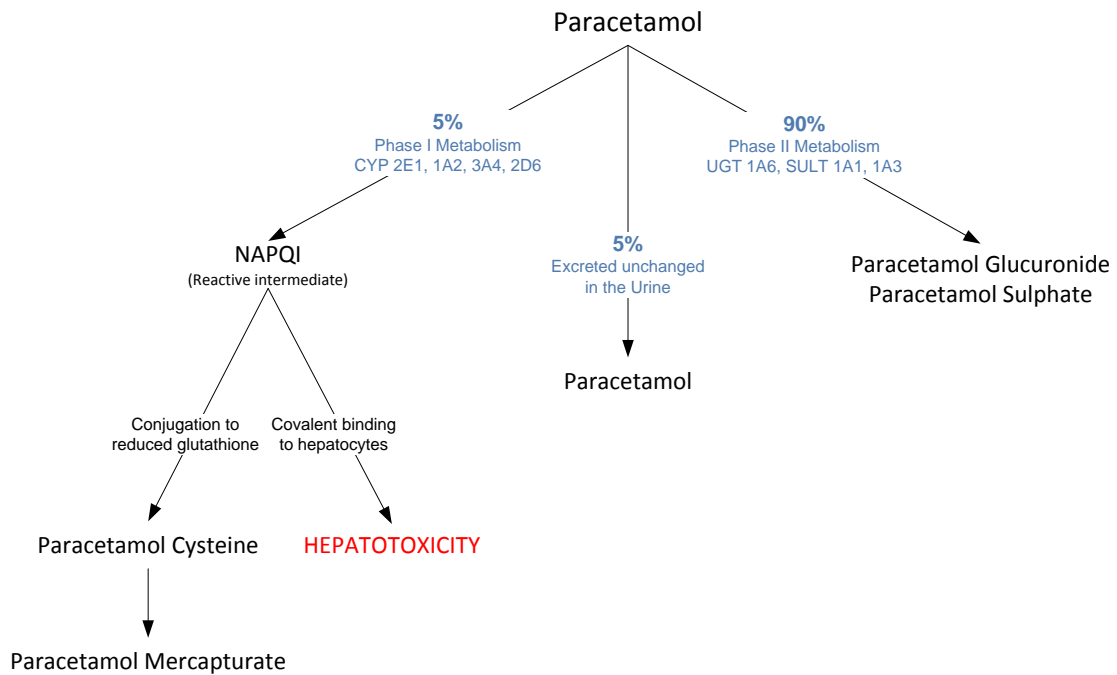 Paracetamol
5%
Phase I Metabolism
CYP 2E1, 1A2, 3A4, 2D6
90%
Phase II Metabolism
UGT 1A6, SULT 1A1, 1A3
NAPQI
(Reactive intermediate)
5%
Excreted unchanged
in the Urine
Paracetamol Glucuronide
Paracetamol Sulphate
Paracetamol
Conjugation to
reduced glutathione
Covalent binding
to hepatocytes
Paracetamol Cysteine
HEPATOTOXICITY
Paracetamol Mercapturate